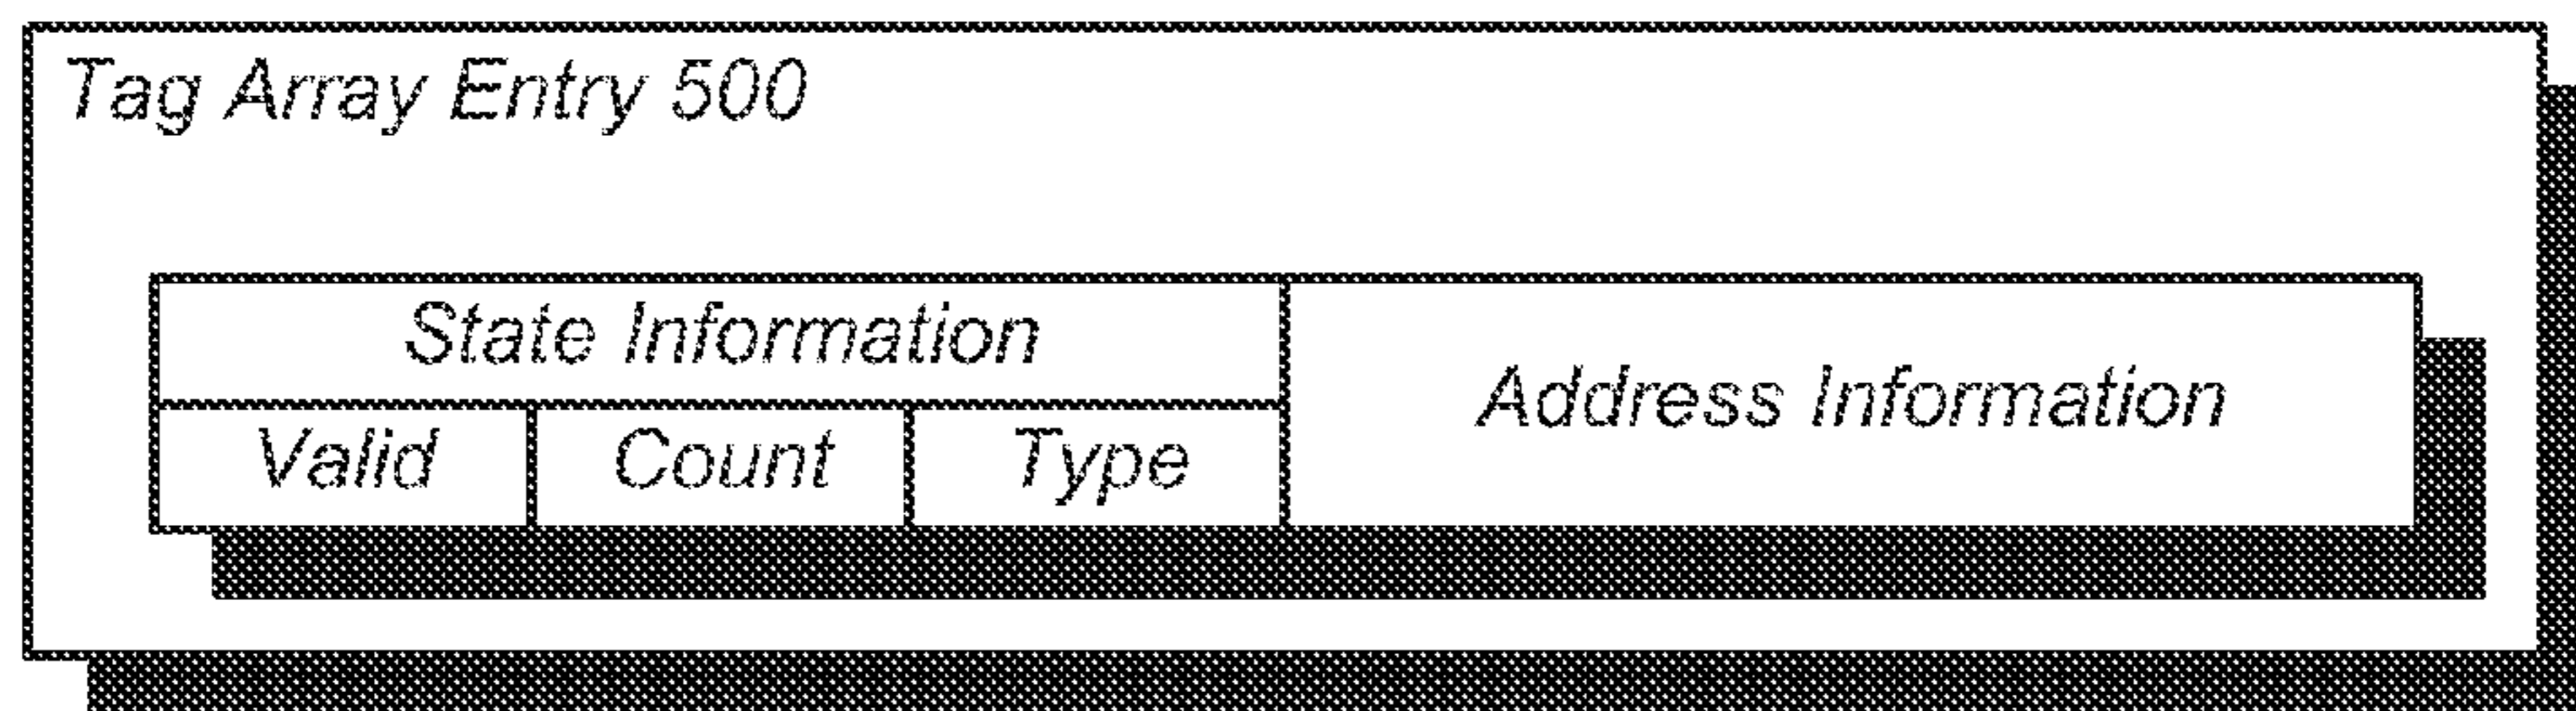 Tag Array Entry 500
State Information
Address Information
Valid
Count
Type